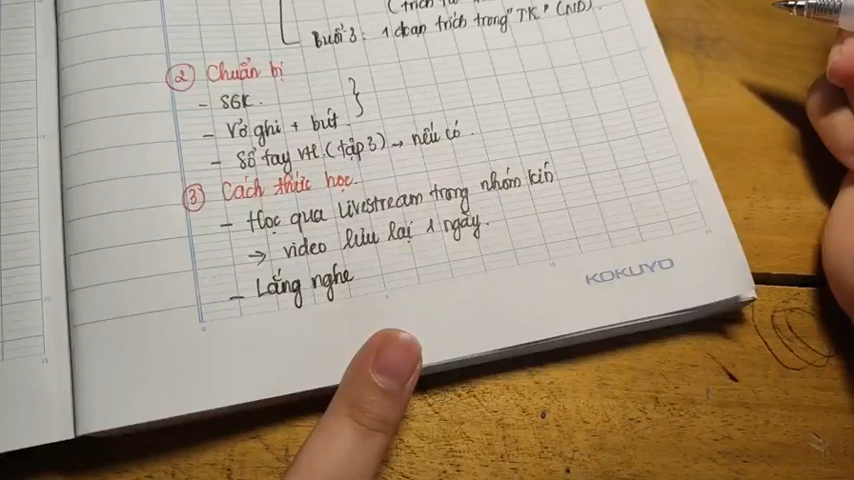 (trích
Buổi 3: 1 đoạn trích trong "TK" (ND).
② Chuẩn bị
- SGK.
- Vở ghi + bút.
- Sổ tay vh. (tập 3) → nếu có.
③ Cách thức học.
- Học qua Livestream trong nhóm kín
→ video lưu lại 1 ngày.
- Lắng nghe
KOKUYO